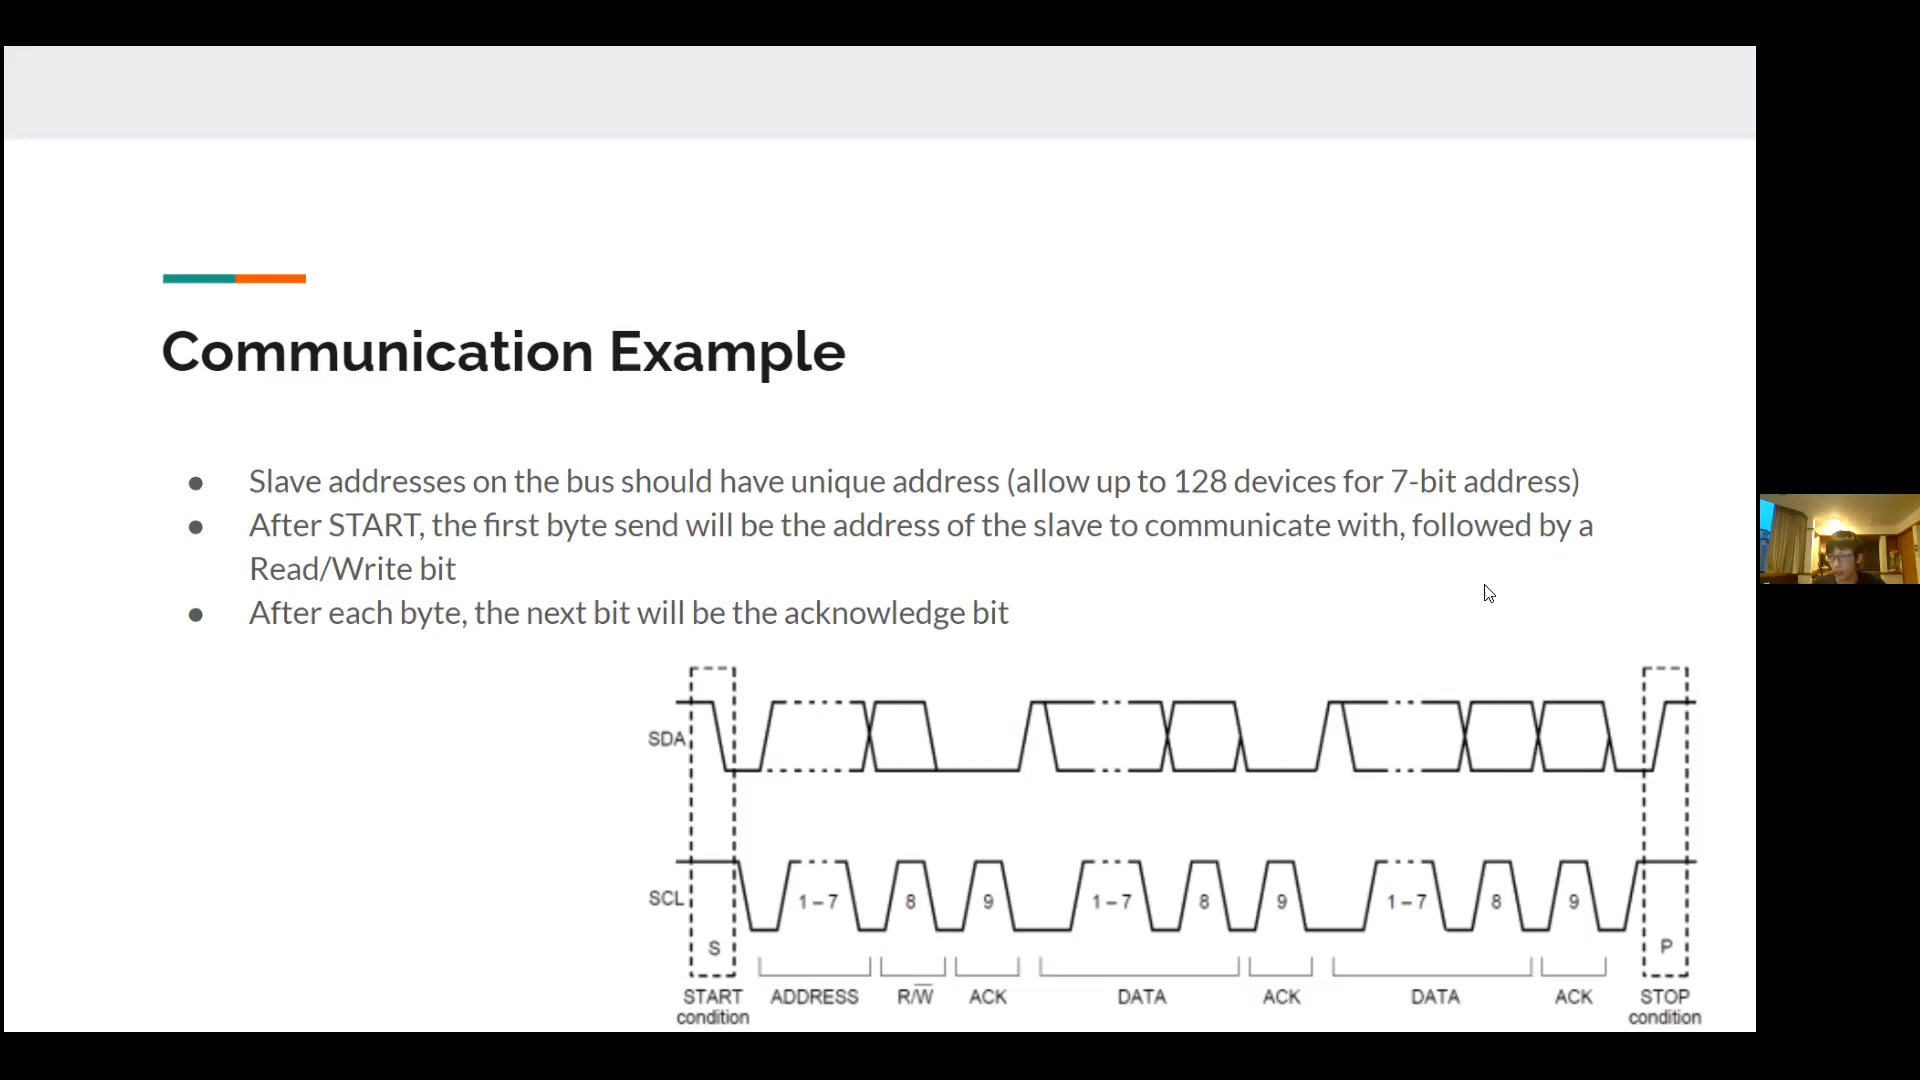 Communication Example
● Slave addresses on the bus should have unique address (allow up to 128 devices for 7-bit address)
● After START, the first byte send will be the address of the slave to communicate with, followed by a
Read/Write bit
● After each byte, the next bit will be the acknowledge bit
SDA
SCL
1 – 7 8 9 1 – 7 8 9 1 – 7 8 9
S P
START condition
ADDRESS
R/W̅
ACK
DATA
ACK
DATA
ACK
STOP condition